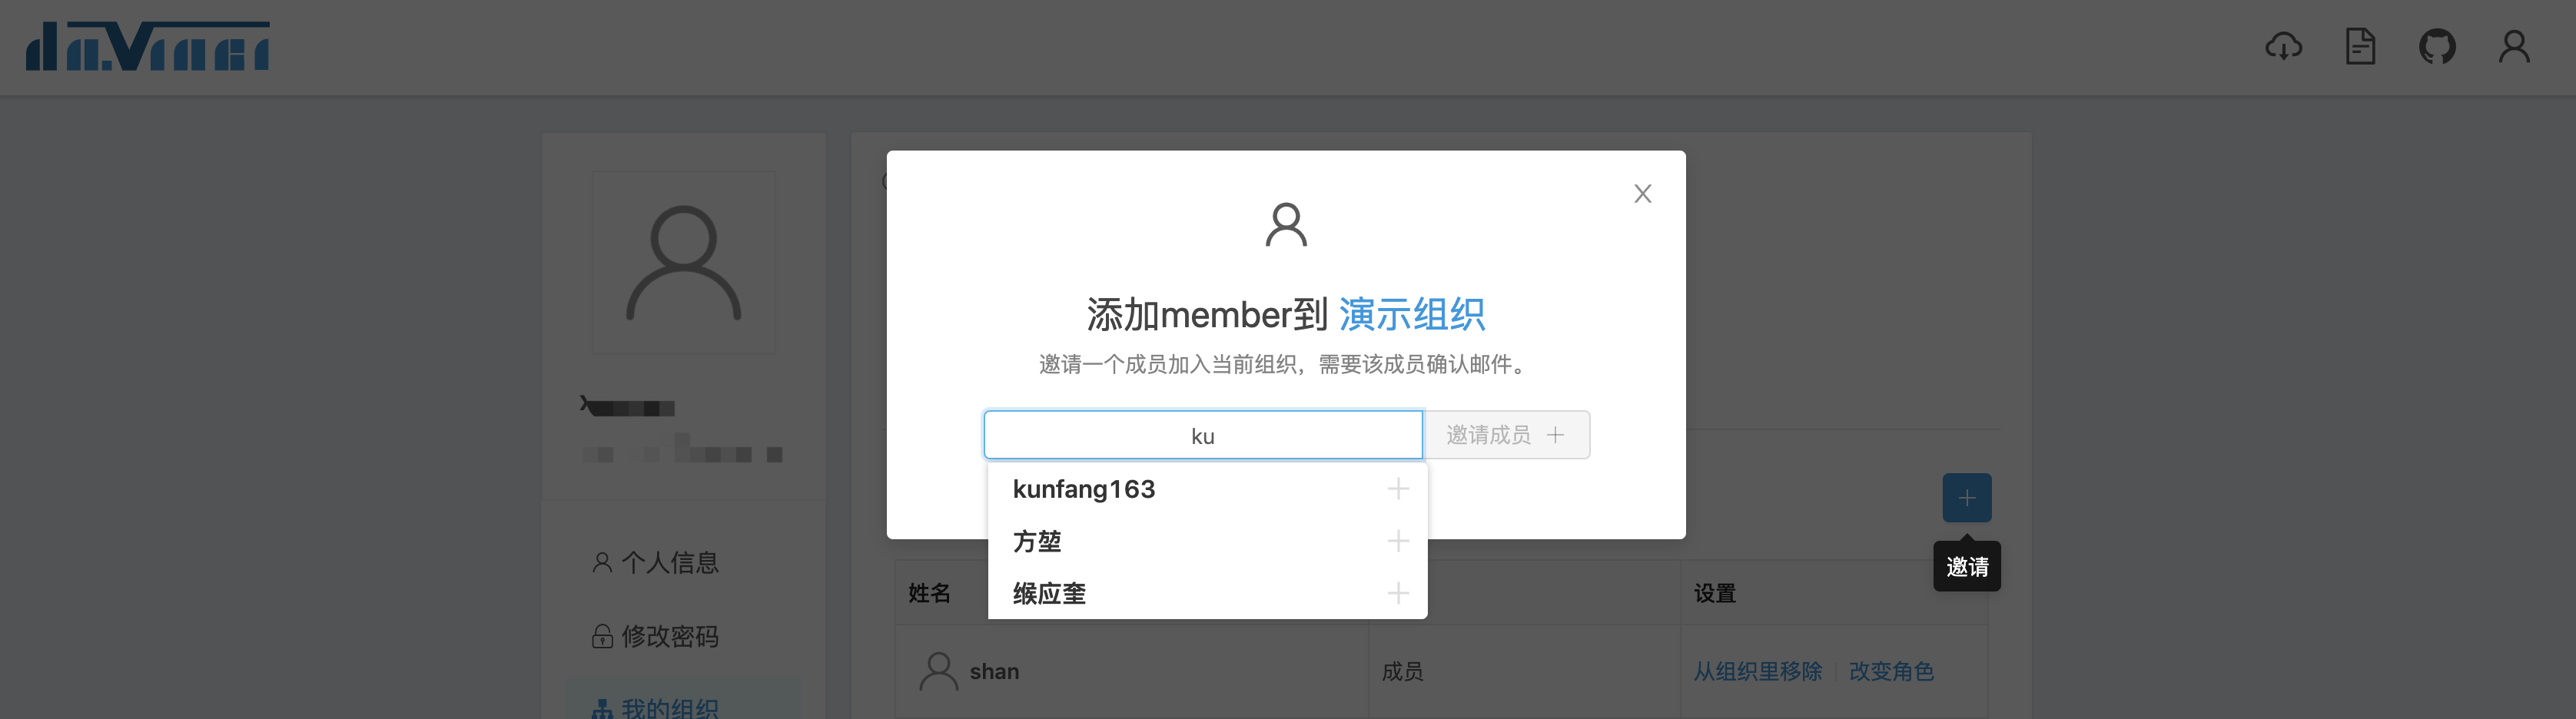 da.Vinci
添加member到 演示组织
邀请一个成员加入当前组织，需要该成员确认邮件。
ku
邀请成员
kunfang163
方堃
缑应奎
邀请
个人信息
修改密码
我的组织
姓名
设置
shan
成员
从组织里移除
改变角色